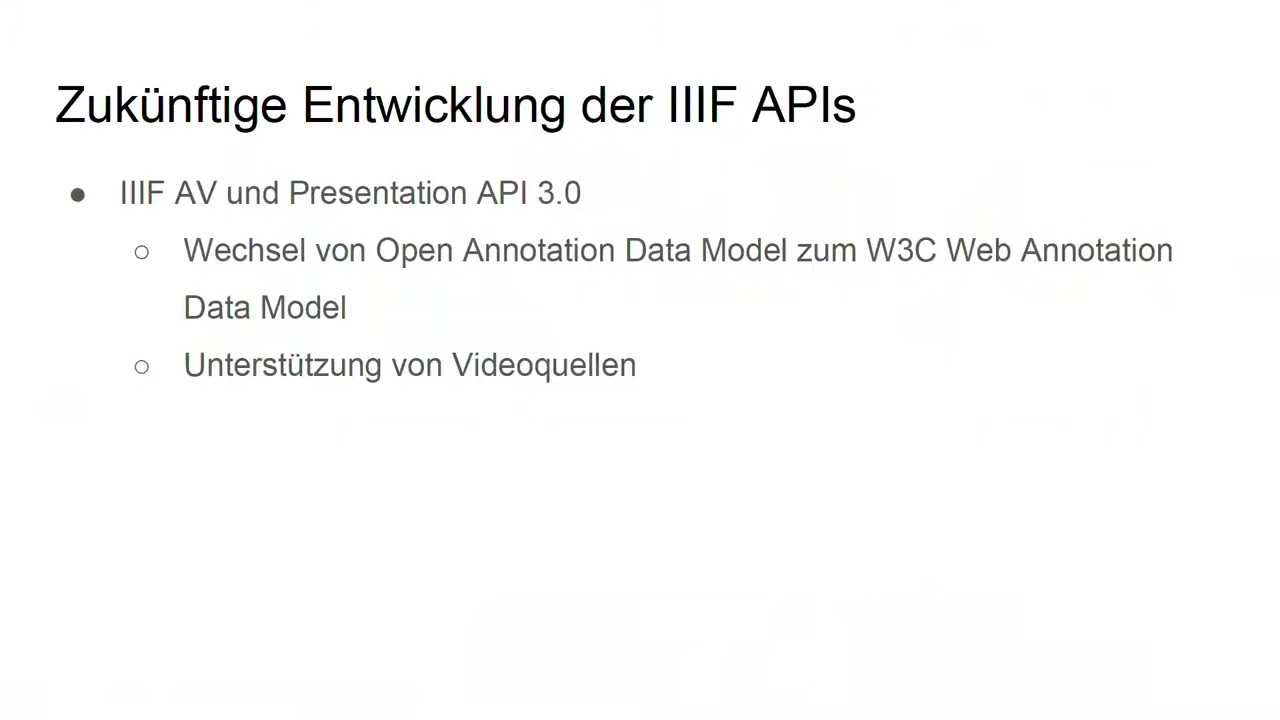 Zukünftige Entwicklung der IIIF APIs
● IIIF AV und Presentation API 3.0
○ Wechsel von Open Annotation Data Model zum W3C Web Annotation
Data Model
○ Unterstützung von Videoquellen